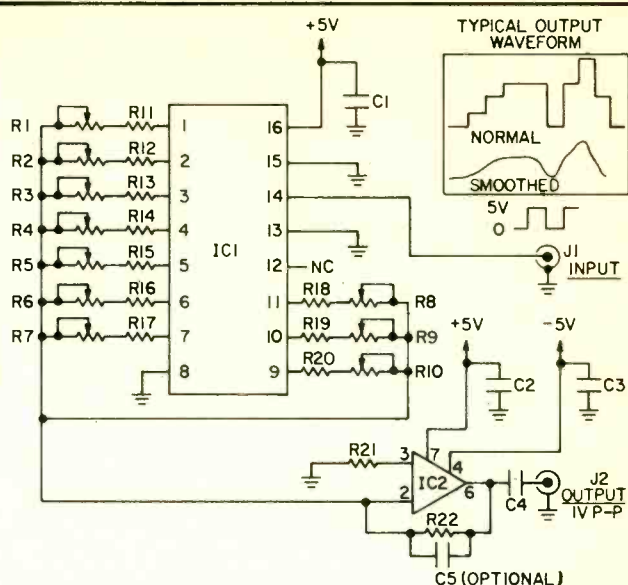 +5V
TYPICAL OUTPUT
WAVEFORM
NORMAL
SMOOTHED
5V
0
J1
INPUT
C1
R1
R2
R3
R4
R5
R6
R7
R11
R12
R13
R14
R15
R16
R17
1
2
3
4
5
6
7
8
IC1
16
15
14
13
12
11
10
9
NC
R18
R19
R20
R8
R9
R10
+5V
-5V
C2
C3
R21
3
7
4
2
IC2
6
C4
J2
OUTPUT
1V P-P
R22
C5 (OPTIONAL)